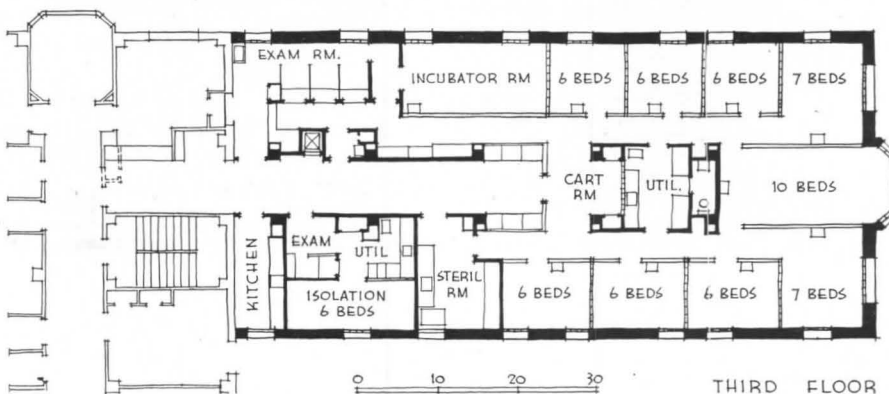 EXAM RM.
INCUBATOR RM
6 BEDS
6 BEDS
6 BEDS
7 BEDS
CART
RM
UTIL.
10 BEDS
KITCHEN
EXAM
UTIL
ISOLATION
6 BEDS
STERIL
RM
6 BEDS
6 BEDS
6 BEDS
7 BEDS
0 10 20 30
THIRD FLOOR